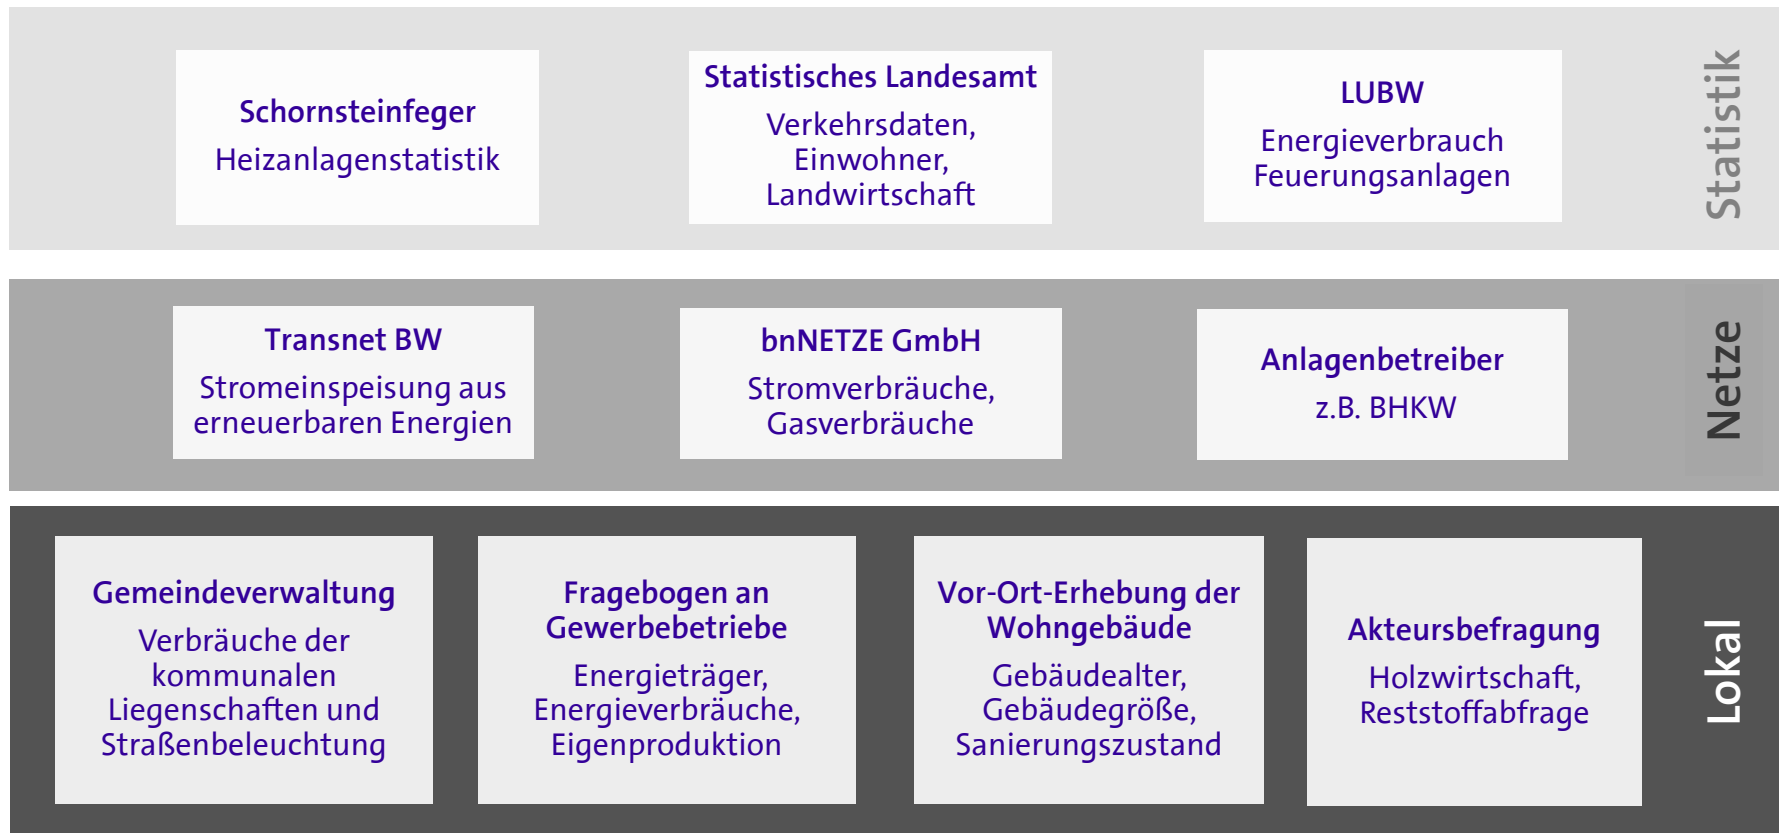 Schornsteinfeger
Heizanlagenstatistik
Statistisches Landesamt
Verkehrsdaten,
Einwohner,
Landwirtschaft
LUBW
Energieverbrauch
Feuerungsanlagen
Statistik
Transnet BW
Stromeinspeisung aus
erneuerbaren Energien
bnNETZE GmbH
Stromverbräuche,
Gasverbräuche
Anlagenbetreiber
z.B. BHKW
Netze
Gemeindeverwaltung
Verbräuche der
kommunalen
Liegenschaften und
Straßenbeleuchtung
Fragebogen an
Gewerbebetriebe
Energieträger,
Energieverbräuche,
Eigenproduktion
Vor-Ort-Erhebung der
Wohngebäude
Gebäudealter,
Gebäudegröße,
Sanierungszustand
Akteursbefragung
Holzwirtschaft,
Reststoffabfrage
Lokal